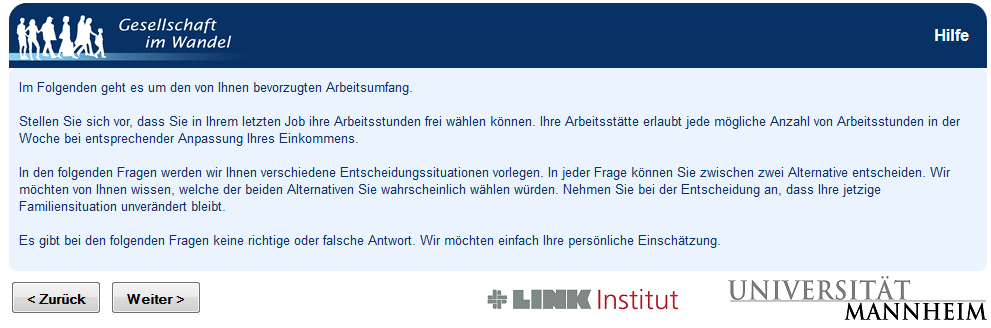 Gesellschaft
im Wandel
Hilfe
Im Folgenden geht es um den von Ihnen bevorzugten Arbeitsumfang.
Stellen Sie sich vor, dass Sie in Ihrem letzten Job ihre Arbeitsstunden frei wählen können. Ihre Arbeitsstätte erlaubt jede mögliche Anzahl von Arbeitsstunden in der
Woche bei entsprechender Anpassung Ihres Einkommens.
In den folgenden Fragen werden wir Ihnen verschiedene Entscheidungssituationen vorlegen. In jeder Frage können Sie zwischen zwei Alternative entscheiden. Wir
möchten von Ihnen wissen, welche der beiden Alternativen Sie wahrscheinlich wählen würden. Nehmen Sie bei der Entscheidung an, dass Ihre jetzige
Familiensituation unverändert bleibt.
Es gibt bei den folgenden Fragen keine richtige oder falsche Antwort. Wir möchten einfach Ihre persönliche Einschätzung.
< Zurück
Weiter >
LINK Institut
UNIVERSITÄT
MANNHEIM